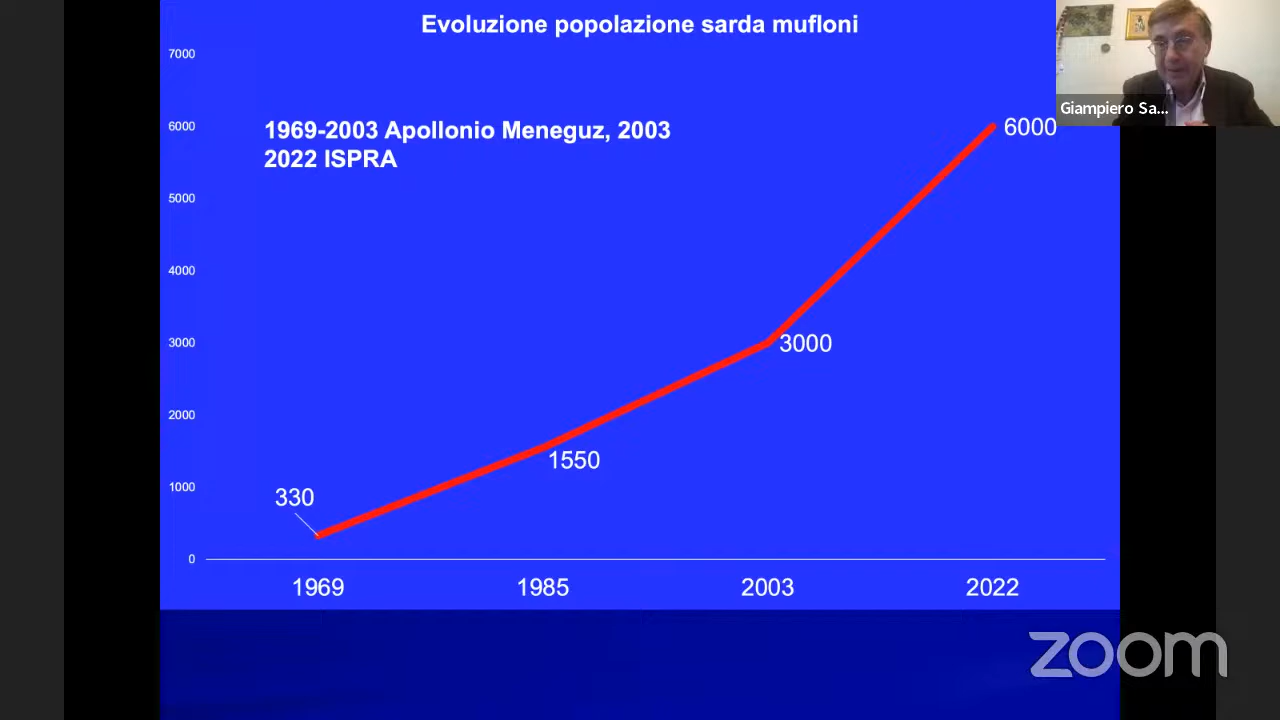 Evoluzione popolazione sarda mufloni
7000
6000
5000
4000
3000
2000
1000
0
1969-2003 Apollonio Meneguz, 2003
2022 ISPRA
330
1550
3000
6000
1969 1985 2003 2022
Giampiero Sa...
zoom